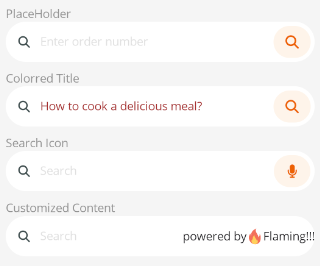 PlaceHolder
Enter order number
Colorred Title
How to cook a delicious meal?
Search Icon
Search
Customized Content
Search powered by Flaming!!!